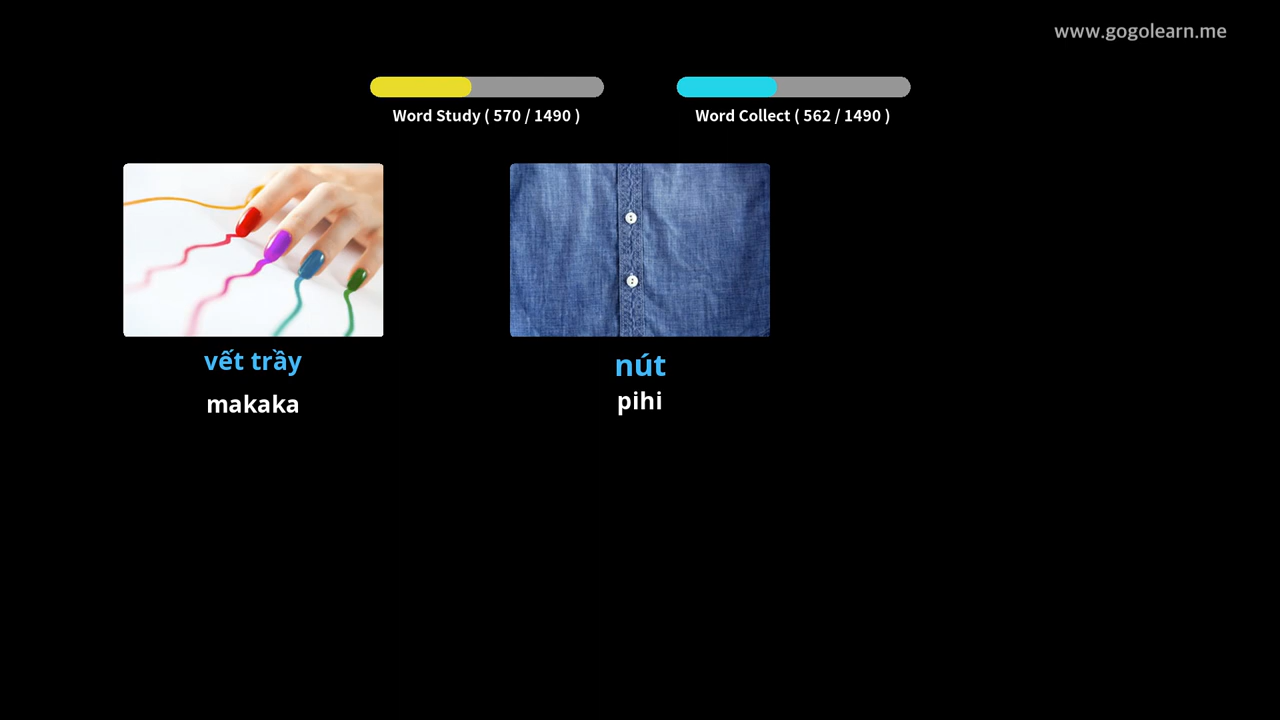 www.gogolearn.me
Word Study ( 570 / 1490 )
Word Collect ( 562 / 1490 )
vết trầy
makaka
nút
pihi